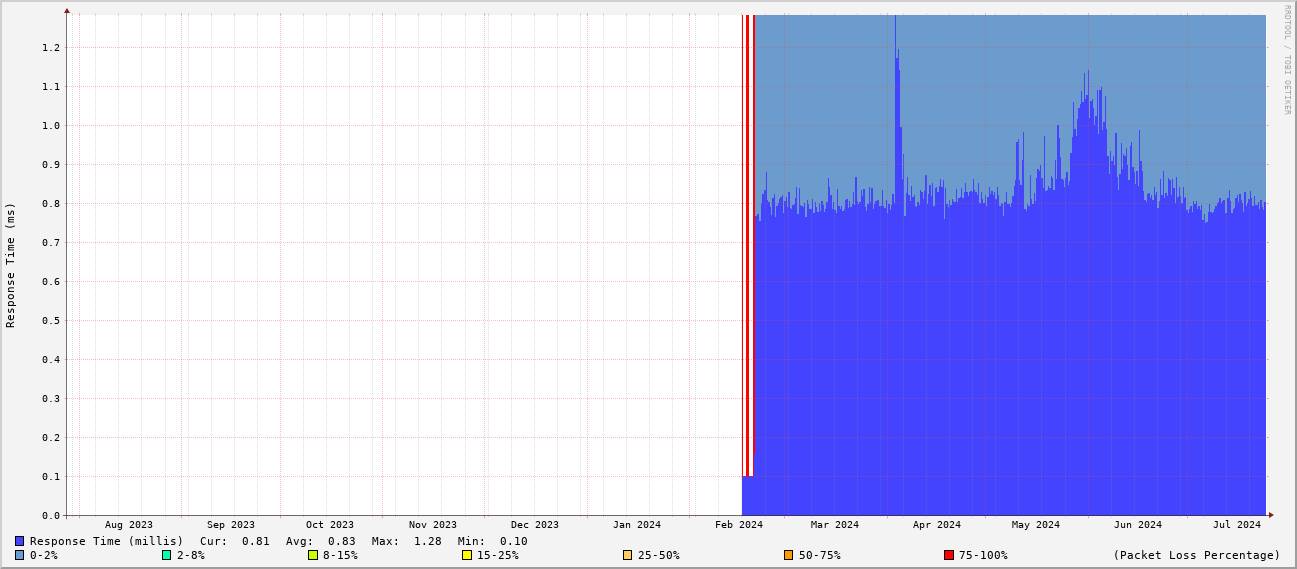 RRDTOOL / TOBI OETIKER
Response Time (ms)
1.2
1.1
1.0
0.9
0.8
0.7
0.6
0.5
0.4
0.3
0.2
0.1
0.0
Aug 2023 Sep 2023 Oct 2023 Nov 2023 Dec 2023 Jan 2024 Feb 2024 Mar 2024 Apr 2024 May 2024 Jun 2024 Jul 2024
Response Time (millis) Cur: 0.81 Avg: 0.83 Max: 1.28 Min: 0.10
0-2% 2-8% 8-15% 15-25% 25-50% 50-75% 75-100% (Packet Loss Percentage)